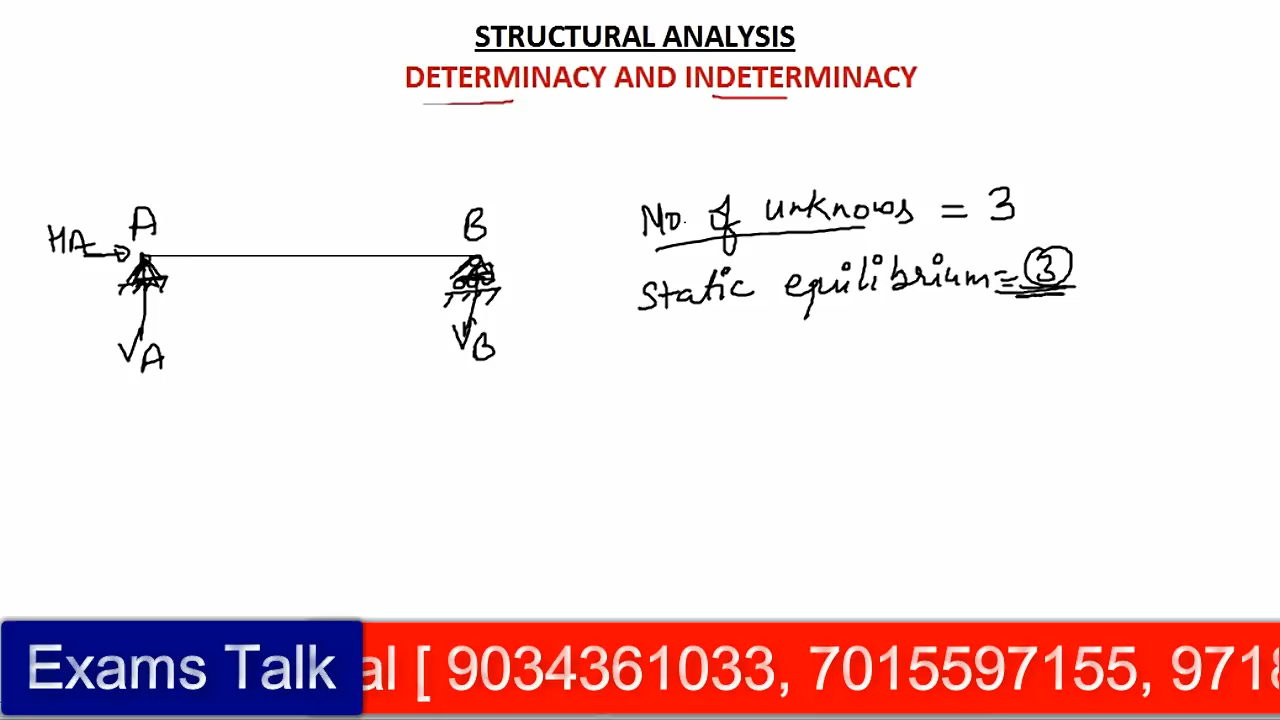 STRUCTURAL ANALYSIS
DETERMINACY AND INDETERMINACY
A
B
HA
No. of unknows = 3
Static equilibrium = 3
VA
VB
Exams Talk
al [ 9034361033, 7015597155, 9718